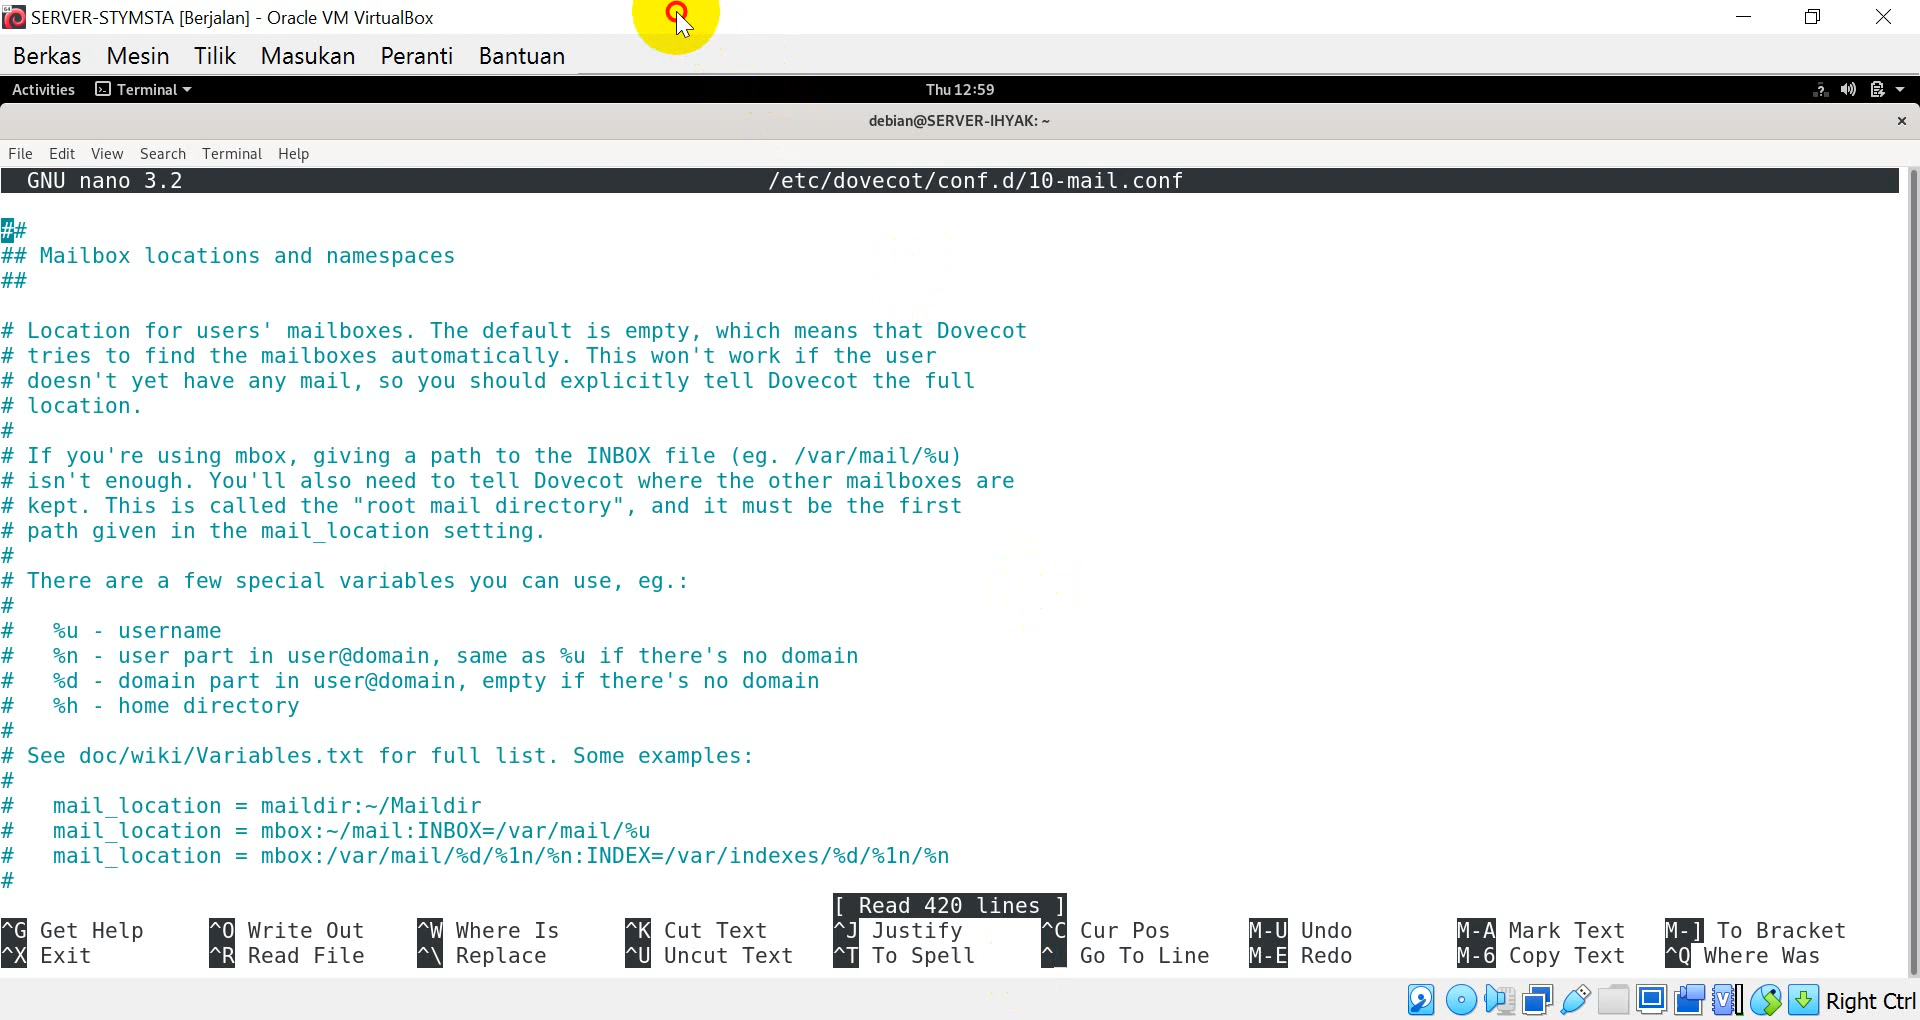 SERVER-STYMSTA [Berjalan] - Oracle VM VirtualBox
Berkas Mesin Tilik Masukan Peranti Bantuan
Activities Terminal Thu 12:59
debian@SERVER-IHYAK: ~
File Edit View Search Terminal Help
GNU nano 3.2 /etc/dovecot/conf.d/10-mail.conf
##
## Mailbox locations and namespaces
##
# Location for users' mailboxes. The default is empty, which means that Dovecot
# tries to find the mailboxes automatically. This won't work if the user
# doesn't yet have any mail, so you should explicitly tell Dovecot the full
# location.
#
# If you're using mbox, giving a path to the INBOX file (eg. /var/mail/%u)
# isn't enough. You'll also need to tell Dovecot where the other mailboxes are
# kept. This is called the "root mail directory", and it must be the first
# path given in the mail_location setting.
#
# There are a few special variables you can use, eg.:
#
#   %u - username
#   %n - user part in user@domain, same as %u if there's no domain
#   %d - domain part in user@domain, empty if there's no domain
#   %h - home directory
#
# See doc/wiki/Variables.txt for full list. Some examples:
#
#   mail_location = maildir:~/Maildir
#   mail_location = mbox:~/mail:INBOX=/var/mail/%u
#   mail_location = mbox:/var/mail/%d/%1n/%n:INDEX=/var/indexes/%d/%1n/%n
#
[ Read 420 lines ]
^G Get Help ^O Write Out ^W Where Is ^K Cut Text ^J Justify ^C Cur Pos M-U Undo M-A Mark Text M-] To Bracket
^X Exit ^R Read File ^\ Replace ^U Uncut Text ^T To Spell ^_ Go To Line M-E Redo M-6 Copy Text ^Q Where Was
Right Ctrl